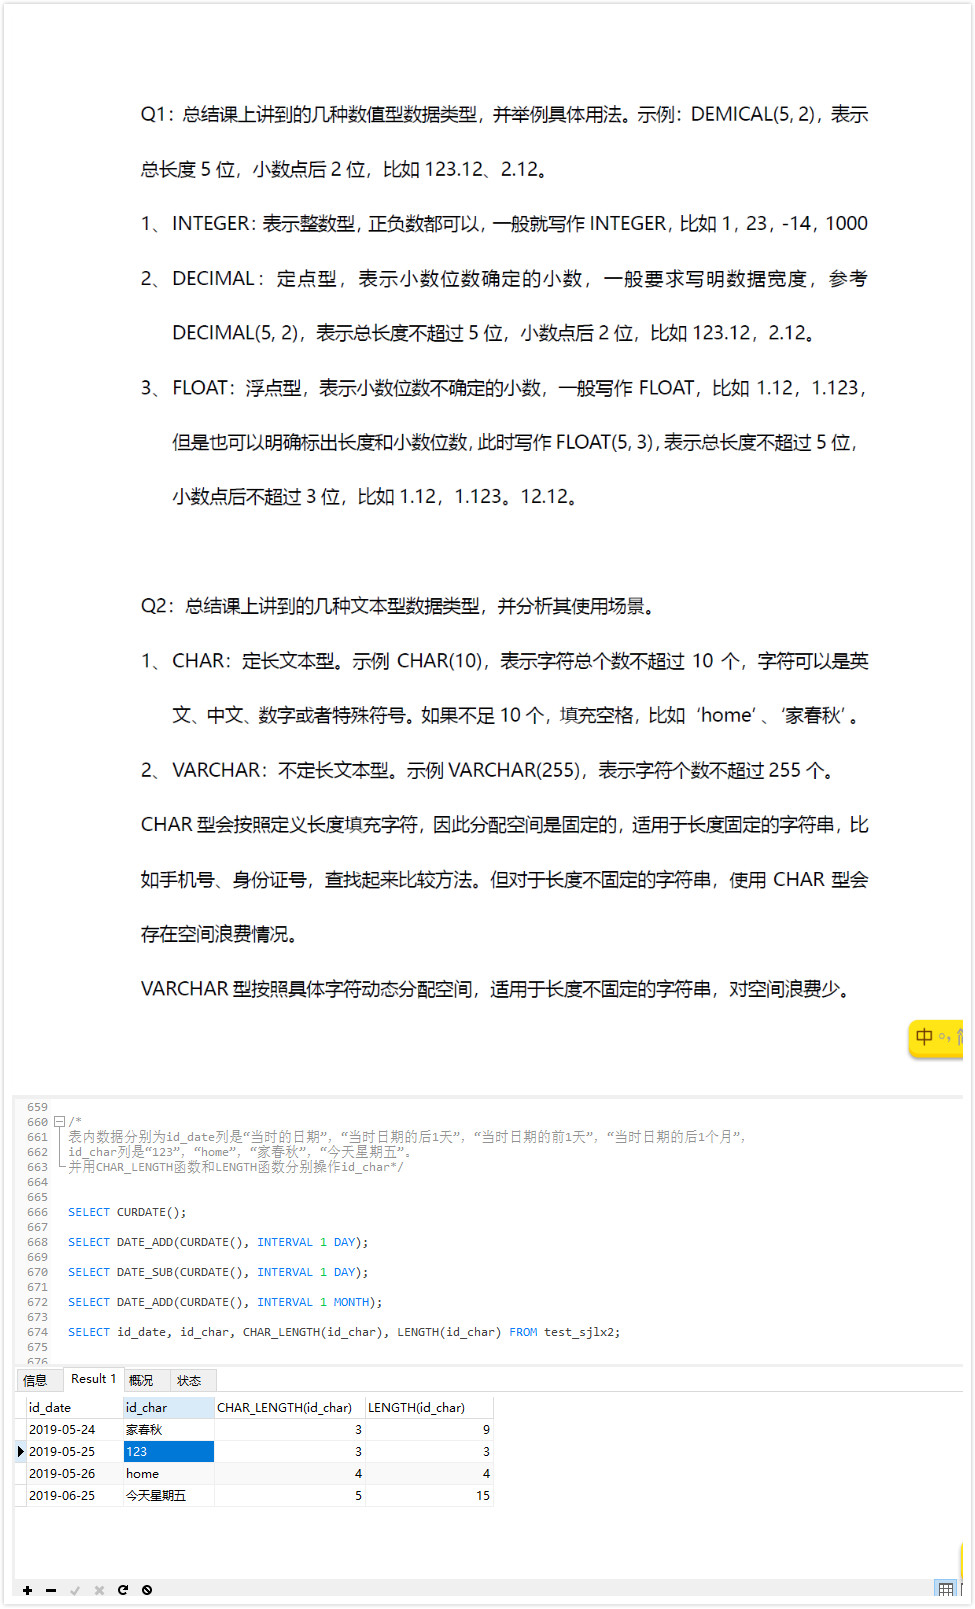 Q1：总结课上讲到的几种数值型数据类型，并举例具体用法。示例：DEMICAL(5, 2)，表示
总长度 5 位，小数点后 2 位，比如 123.12、2.12。
1、 INTEGER：表示整数型，正负数都可以，一般就写作 INTEGER，比如 1，23，-14，1000
2、 DECIMAL：定点型，表示小数位数确定的小数，一般要求写明数据宽度，参考
DECIMAL(5, 2)，表示总长度不超过 5 位，小数点后 2 位，比如 123.12，2.12。
3、 FLOAT：浮点型，表示小数位数不确定的小数，一般写作 FLOAT，比如 1.12，1.123，
但是也可以明确标出长度和小数位数，此时写作 FLOAT(5, 3)，表示总长度不超过 5 位，
小数点后不超过 3 位，比如 1.12，1.123。12.12。
Q2：总结课上讲到的几种文本型数据类型，并分析其使用场景。
1、 CHAR：定长文本型。示例 CHAR(10)，表示字符总个数不超过 10 个，字符可以是英
文、中文、数字或者特殊符号。如果不足 10 个，填充空格，比如‘home’、‘家春秋’。
2、 VARCHAR：不定长文本型。示例 VARCHAR(255)，表示字符个数不超过 255 个。
CHAR 型会按照定义长度填充字符，因此分配空间是固定的，适用于长度固定的字符串，比
如手机号、身份证号，查找起来比较方法。但对于长度不固定的字符串，使用 CHAR 型会
存在空间浪费情况。
VARCHAR 型按照具体字符动态分配空间，适用于长度不固定的字符串，对空间浪费少。
中 °，
659
660 /*
661 表内数据分别为id_date列是“当时的日期”，“当时日期的后1天”，“当时日期的前1天”，“当时日期的后1个月”，
662 id_char列是“123”，“home”，“家春秋”，“今天星期五”。
663 并用CHAR_LENGTH函数和LENGTH函数分别操作id_char*/
664
665
666 SELECT CURDATE();
667
668 SELECT DATE_ADD(CURDATE(), INTERVAL 1 DAY);
669
670 SELECT DATE_SUB(CURDATE(), INTERVAL 1 DAY);
671
672 SELECT DATE_ADD(CURDATE(), INTERVAL 1 MONTH);
673
674 SELECT id_date, id_char, CHAR_LENGTH(id_char), LENGTH(id_char) FROM test_sjlx2;
675
676
信息 Result 1 概况 状态
id_date id_char CHAR_LENGTH(id_char) LENGTH(id_char)
2019-05-24 家春秋 3 9
2019-05-25 123 3 3
2019-05-26 home 4 4
2019-06-25 今天星期五 5 15